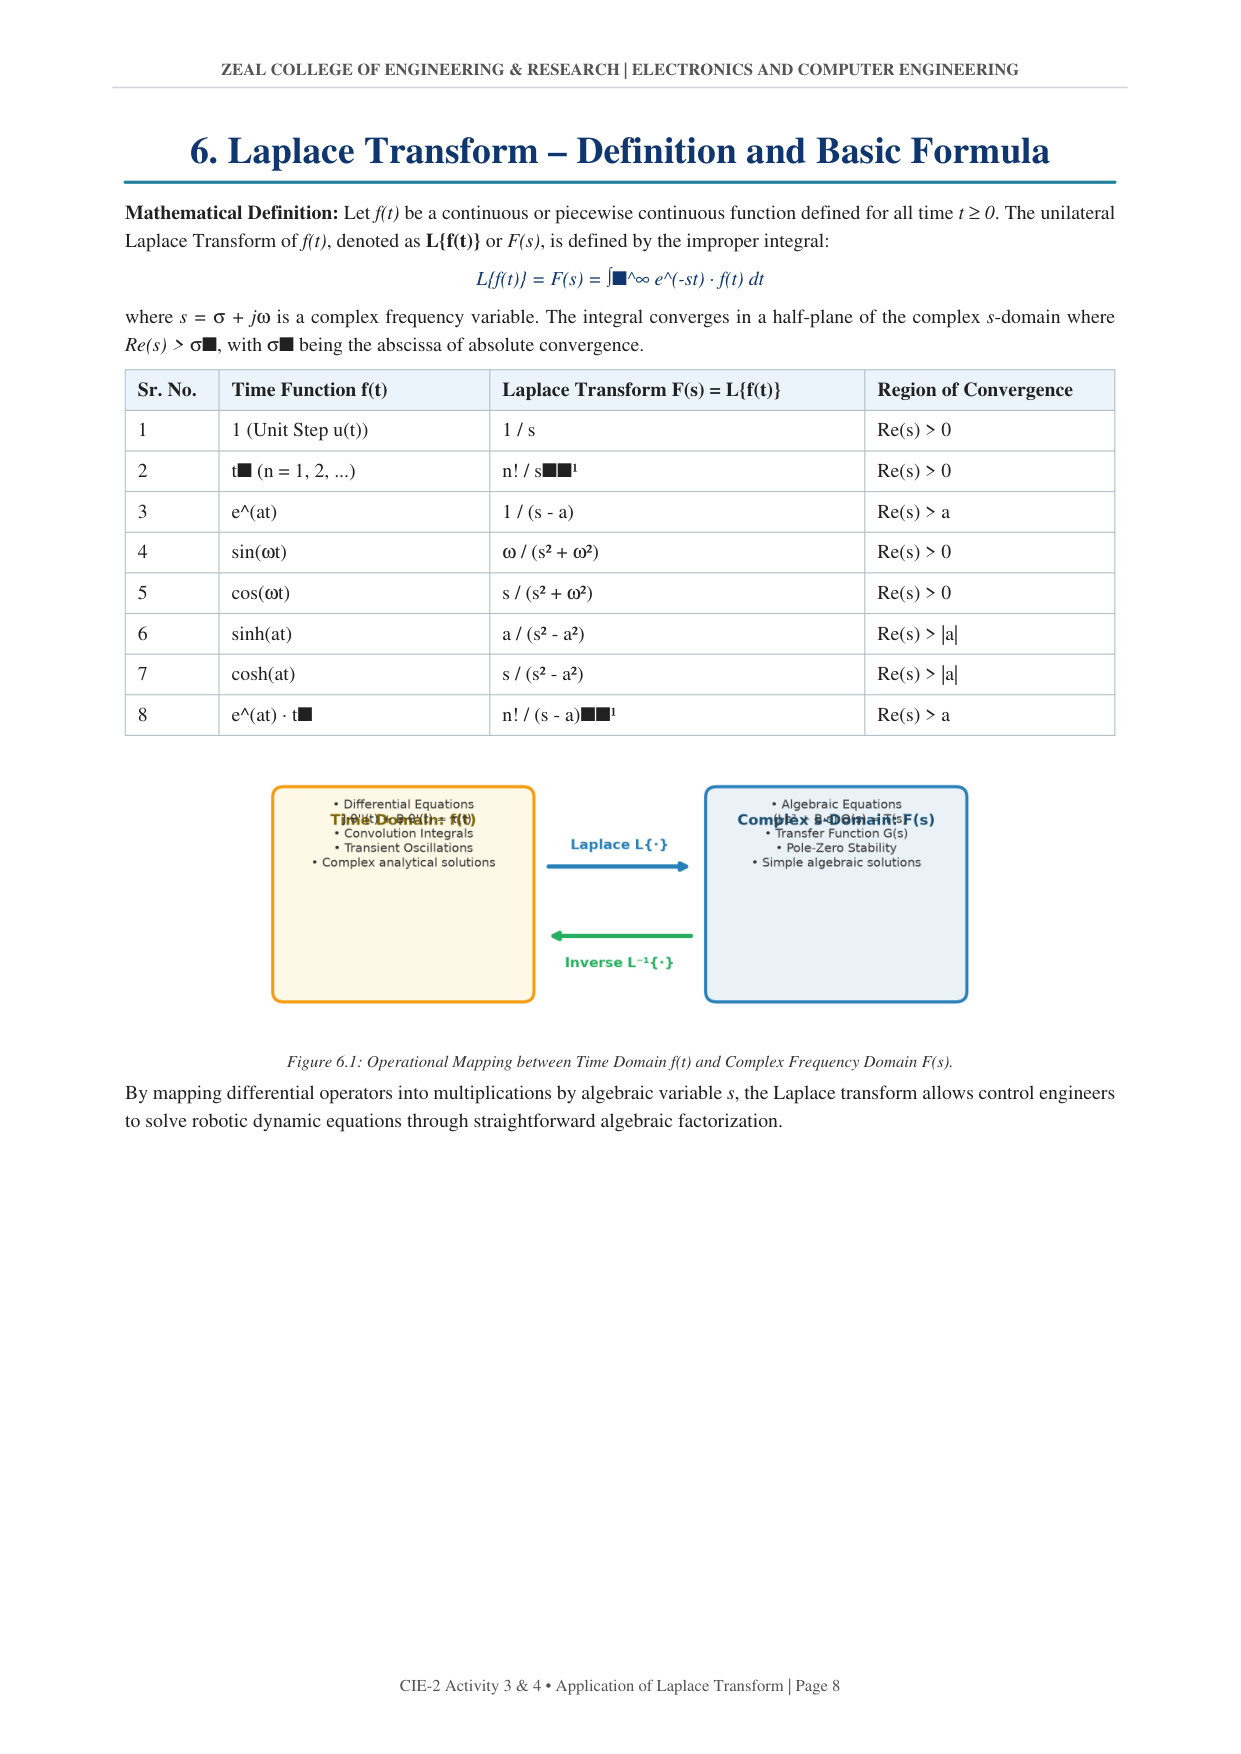 ZEAL COLLEGE OF ENGINEERING & RESEARCH | ELECTRONICS AND COMPUTER ENGINEERING
6. Laplace Transform – Definition and Basic Formula
Mathematical Definition: Let f(t) be a continuous or piecewise continuous function defined for all time t ≥ 0. The unilateral
Laplace Transform of f(t), denoted as L{f(t)} or F(s), is defined by the improper integral:
L{f(t)} = F(s) = ∫■^∞ e^(-st) · f(t) dt
where s = σ + jω is a complex frequency variable. The integral converges in a half-plane of the complex s-domain where
Re(s) > σ■, with σ■ being the abscissa of absolute convergence.
Sr. No. Time Function f(t) Laplace Transform F(s) = L{f(t)} Region of Convergence
1 1 (Unit Step u(t)) 1 / s Re(s) > 0
2 t■ (n = 1, 2, ...) n! / s■■¹ Re(s) > 0
3 e^(at) 1 / (s - a) Re(s) > a
4 sin(ωt) ω / (s² + ω²) Re(s) > 0
5 cos(ωt) s / (s² + ω²) Re(s) > 0
6 sinh(at) a / (s² - a²) Re(s) > |a|
7 cosh(at) s / (s² - a²) Re(s) > |a|
8 e^(at) · t■ n! / (s - a)■■¹ Re(s) > a
• Differential Equations
Time Domain: f(t)
• Convolution Integrals
• Transient Oscillations
• Complex analytical solutions
Laplace L{·}
Inverse L⁻¹{·}
• Algebraic Equations
Complex s-Domain: F(s)
• Transfer Function G(s)
• Pole-Zero Stability
• Simple algebraic solutions
Figure 6.1: Operational Mapping between Time Domain f(t) and Complex Frequency Domain F(s).
By mapping differential operators into multiplications by algebraic variable s, the Laplace transform allows control engineers
to solve robotic dynamic equations through straightforward algebraic factorization.
CIE-2 Activity 3 & 4 • Application of Laplace Transform | Page 8